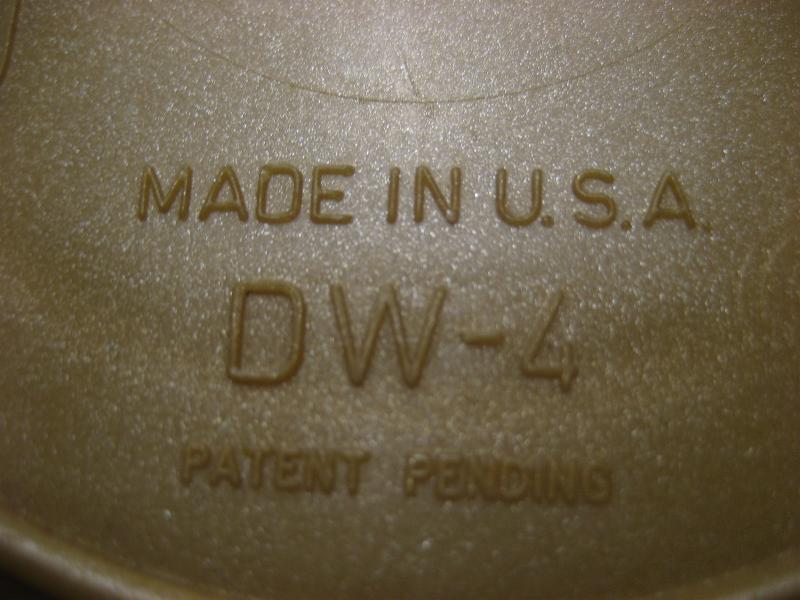 MADE IN U.S.A.
DW-4
PATENT PENDING